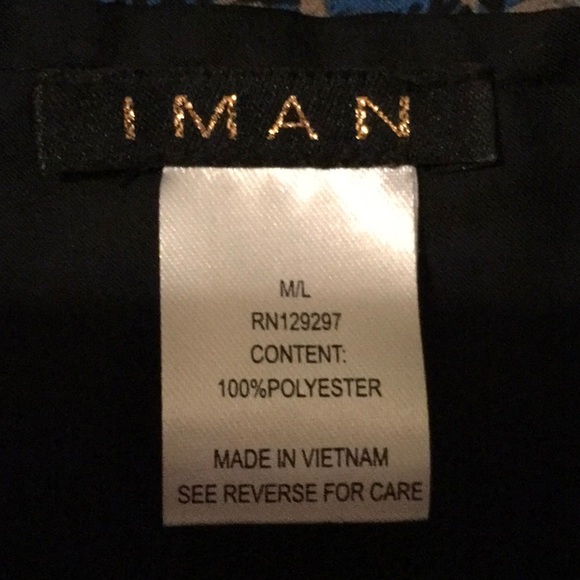 IMAN
M/L
RN129297
CONTENT:
100%POLYESTER
MADE IN VIETNAM
SEE REVERSE FOR CARE